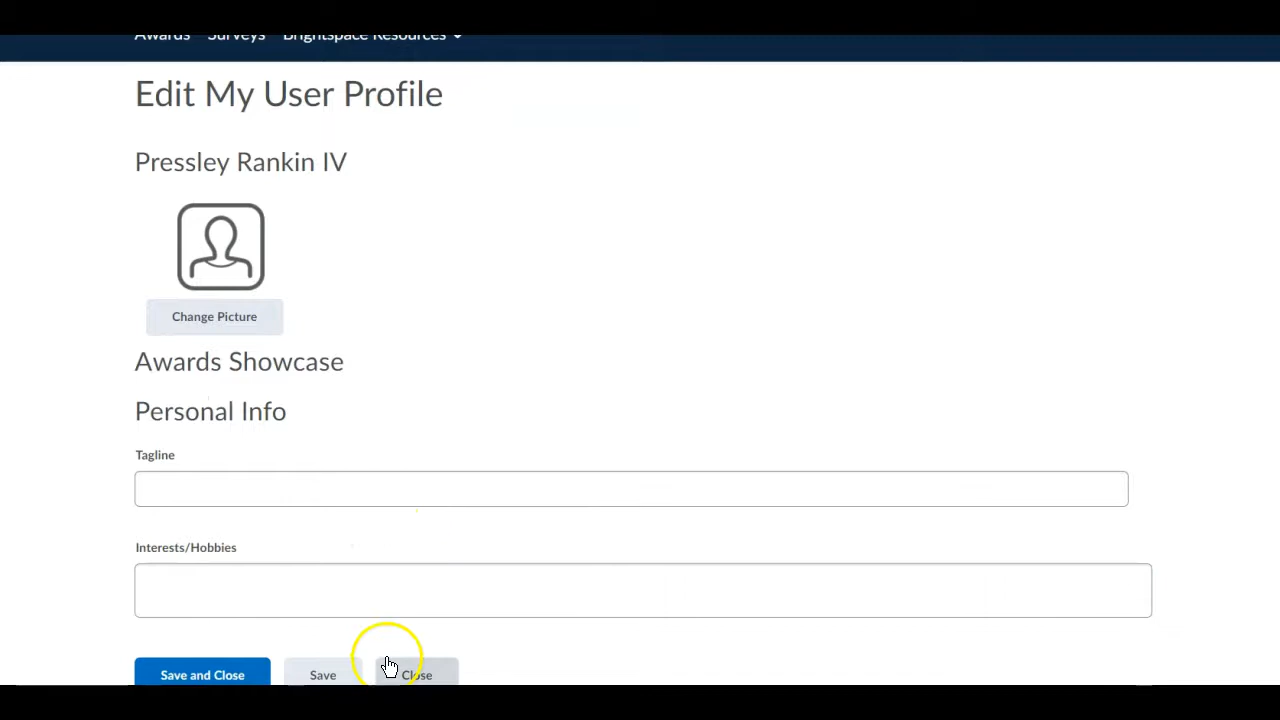 Awards Surveys Brightspace Resources
Edit My User Profile
Pressley Rankin IV
Change Picture
Awards Showcase
Personal Info
Tagline
Interests/Hobbies
Save and Close Save Close